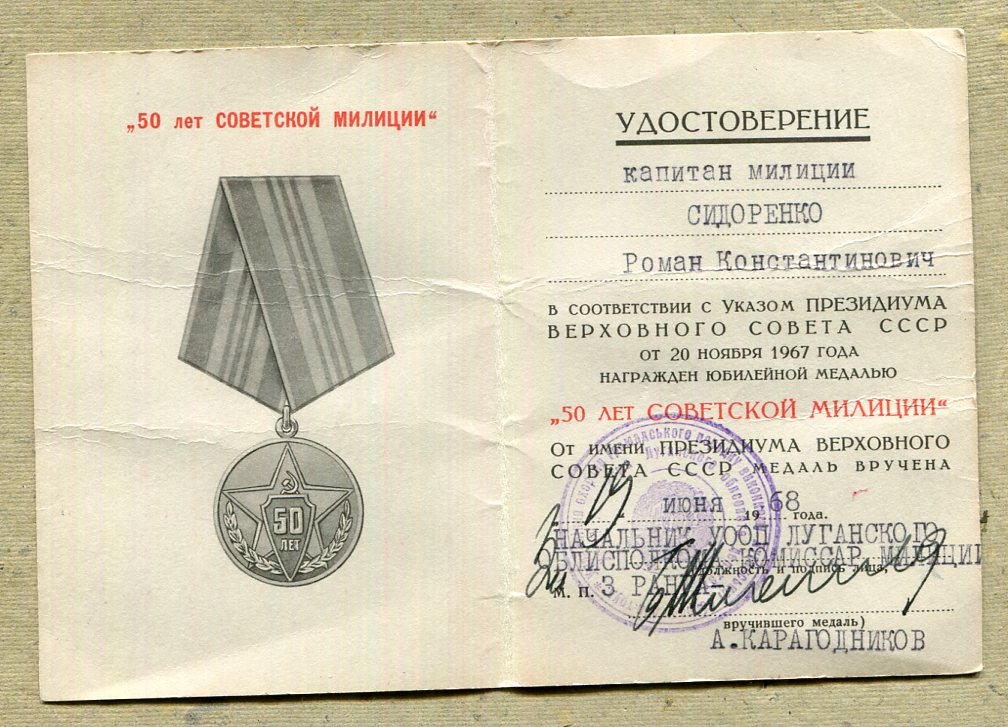 „50 лет СОВЕТСКОЙ МИЛИЦИИ“
50
ЛЕТ
УДОСТОВЕРЕНИЕ
капитан милиции
СИДОРЕНКО
Роман Константинович
В СООТВЕТСТВИИ С УКАЗОМ ПРЕЗИДИУМА
ВЕРХОВНОГО СОВЕТА СССР
ОТ 20 НОЯБРЯ 1967 ГОДА
НАГРАЖДЕН ЮБИЛЕЙНОЙ МЕДАЛЬЮ
„50 ЛЕТ СОВЕТСКОЙ МИЛИЦИИ“
ОТ ИМЕНИ ПРЕЗИДИУМА ВЕРХОВНОГО
СОВЕТА СССР МЕДАЛЬ ВРУЧЕНА
июня 1968 года.
НАЧАЛЬНИК УООП ЛУГАНСКОГО
ОБЛИСПОЛКОМА КОМИССАР МИЛИЦИИ
(должность и подпись лица,
М. П. 3 РАНГА-
вручившего медаль)
А.КАРАГОДНИКОВ